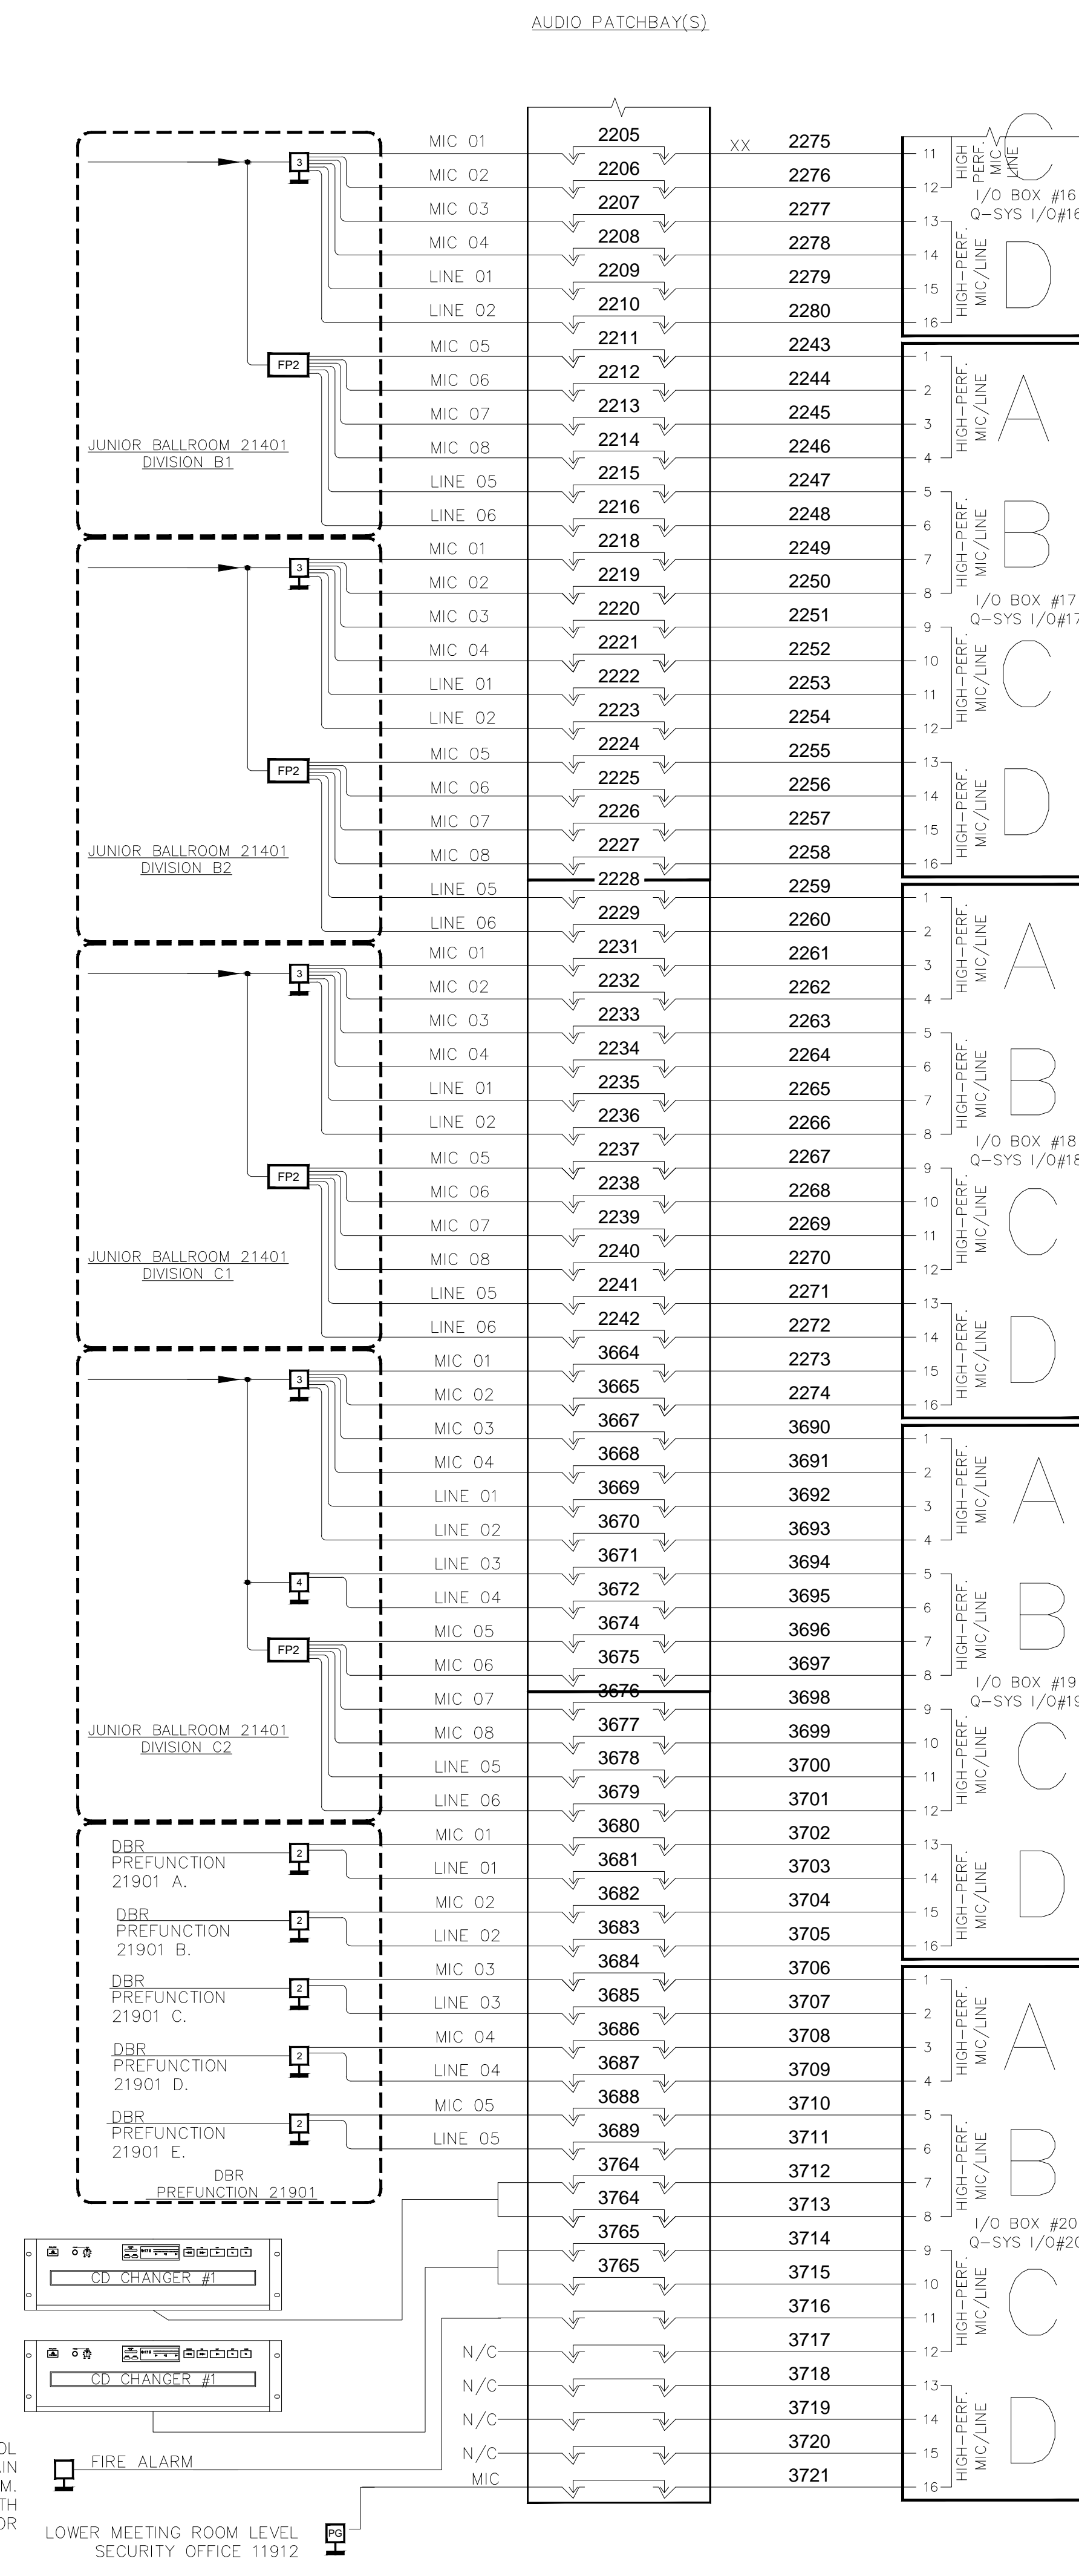 AUDIO PATCHBAY(S)
MIC 01 2205 XX 2275 11
MIC 02 2206 2276 12
HIGH PERF. MIC LINE
C
I/O BOX #16
Q-SYS I/O#16
3
MIC 03 2207 2277 13
MIC 04 2208 2278 14
LINE 01 2209 2279 15
LINE 02 2210 2280 16
HIGH-PERF. MIC/LINE
D
FP2
MIC 05 2211 2243 1
MIC 06 2212 2244 2
MIC 07 2213 2245 3
MIC 08 2214 2246 4
HIGH-PERF. MIC/LINE
A
JUNIOR BALLROOM 21401
DIVISION B1
LINE 05 2215 2247 5
LINE 06 2216 2248 6
MIC 01 2218 2249 7
MIC 02 2219 2250 8
HIGH-PERF. MIC/LINE
B
3
I/O BOX #17
Q-SYS I/O#17
MIC 03 2220 2251 9
MIC 04 2221 2252 10
LINE 01 2222 2253 11
LINE 02 2223 2254 12
HIGH-PERF. MIC/LINE
C
FP2
MIC 05 2224 2255 13
MIC 06 2225 2256 14
MIC 07 2226 2257 15
MIC 08 2227 2258 16
HIGH-PERF. MIC/LINE
D
JUNIOR BALLROOM 21401
DIVISION B2
LINE 05 2228 2259 1
LINE 06 2229 2260 2
MIC 01 2231 2261 3
MIC 02 2232 2262 4
HIGH-PERF. MIC/LINE
A
3
MIC 03 2233 2263 5
MIC 04 2234 2264 6
LINE 01 2235 2265 7
LINE 02 2236 2266 8
HIGH-PERF. MIC/LINE
B
I/O BOX #18
Q-SYS I/O#18
FP2
MIC 05 2237 2267 9
MIC 06 2238 2268 10
MIC 07 2239 2269 11
MIC 08 2240 2270 12
HIGH-PERF. MIC/LINE
C
JUNIOR BALLROOM 21401
DIVISION C1
LINE 05 2241 2271 13
LINE 06 2242 2272 14
MIC 01 3664 2273 15
MIC 02 3665 2274 16
HIGH-PERF. MIC/LINE
D
3
MIC 03 3667 3690 1
MIC 04 3668 3691 2
LINE 01 3669 3692 3
LINE 02 3670 3693 4
HIGH-PERF. MIC/LINE
A
4
LINE 03 3671 3694 5
LINE 04 3672 3695 6
FP2
MIC 05 3674 3696 7
MIC 06 3675 3697 8
HIGH-PERF. MIC/LINE
B
I/O BOX #19
Q-SYS I/O#19
MIC 07 3676 3698 9
MIC 08 3677 3699 10
LINE 05 3678 3700 11
LINE 06 3679 3701 12
HIGH-PERF. MIC/LINE
C
JUNIOR BALLROOM 21401
DIVISION C2
MIC 01 3680 3702 13
LINE 01 3681 3703 14
MIC 02 3682 3704 15
LINE 02 3683 3705 16
HIGH-PERF. MIC/LINE
D
DBR
PREFUNCTION
21901 A.
2
DBR
PREFUNCTION
21901 B.
2
MIC 03 3684 3706 1
LINE 03 3685 3707 2
MIC 04 3686 3708 3
LINE 04 3687 3709 4
HIGH-PERF. MIC/LINE
A
DBR
PREFUNCTION
21901 C.
2
DBR
PREFUNCTION
21901 D.
2
MIC 05 3688 3710 5
LINE 05 3689 3711 6
3764 3712 7
3764 3713 8
HIGH-PERF. MIC/LINE
B
DBR
PREFUNCTION
21901 E.
2
DBR
PREFUNCTION 21901
I/O BOX #20
Q-SYS I/O#20
3765 3714 9
3765 3715 10
3716 11
N/C 3717 12
HIGH-PERF. MIC/LINE
C
CD CHANGER #1
CD CHANGER #1
N/C 3718 13
N/C 3719 14
N/C 3720 15
MIC 3721 16
HIGH-PERF. MIC/LINE
D
OL
AIN
M.
TH
OR
FIRE ALARM
LOWER MEETING ROOM LEVEL
SECURITY OFFICE 11912
PG